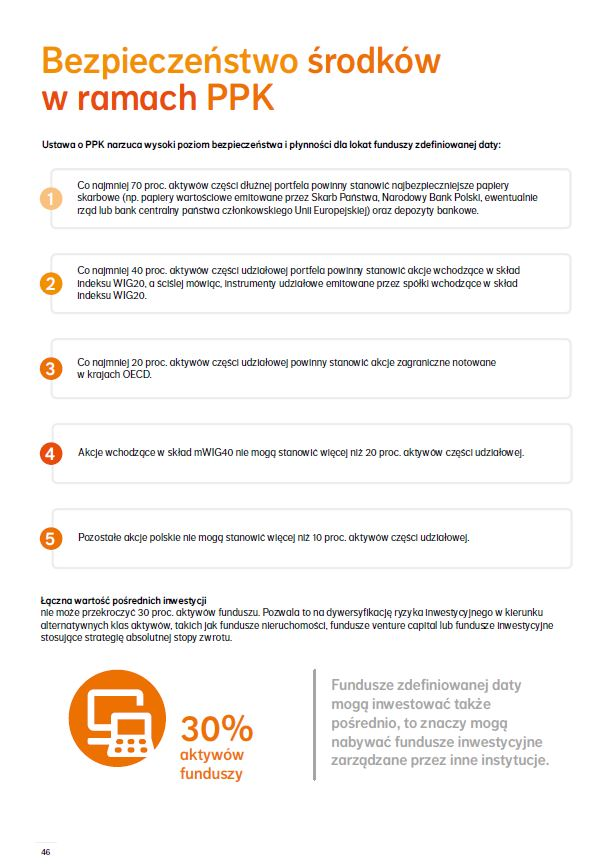 Bezpieczeństwo środków
w ramach PPK
Ustawa o PPK narzuca wysoki poziom bezpieczeństwa i płynności dla lokat funduszy zdefiniowanej daty:
1
Co najmniej 70 proc. aktywów części dłużnej portfela powinny stanowić najbezpieczniejsze papiery
skarbowe (np. papiery wartościowe emitowane przez Skarb Państwa, Narodowy Bank Polski, ewentualnie
rząd lub bank centralny państwa członkowskiego Unii Europejskiej) oraz depozyty bankowe.
2
Co najmniej 40 proc. aktywów części udziałowej portfela powinny stanowić akcje wchodzące w skład
indeksu WIG20, a ściślej mówiąc, instrumenty udziałowe emitowane przez spółki wchodzące w skład
indeksu WIG20.
3
Co najmniej 20 proc. aktywów części udziałowej powinny stanowić akcje zagraniczne notowane
w krajach OECD.
4
Akcje wchodzące w skład mWIG40 nie mogą stanowić więcej niż 20 proc. aktywów części udziałowej.
5
Pozostałe akcje polskie nie mogą stanowić więcej niż 10 proc. aktywów części udziałowej.
Łączna wartość pośrednich inwestycji
nie może przekroczyć 30 proc. aktywów funduszu. Pozwala to na dywersyfikację ryzyka inwestycyjnego w kierunku
alternatywnych klas aktywów, takich jak fundusze nieruchomości, fundusze venture capital lub fundusze inwestycyjne
stosujące strategię absolutnej stopy zwrotu.
30%
aktywów
funduszy
Fundusze zdefiniowanej daty
mogą inwestować także
pośrednio, to znaczy mogą
nabywać fundusze inwestycyjne
zarządzane przez inne instytucje.
46